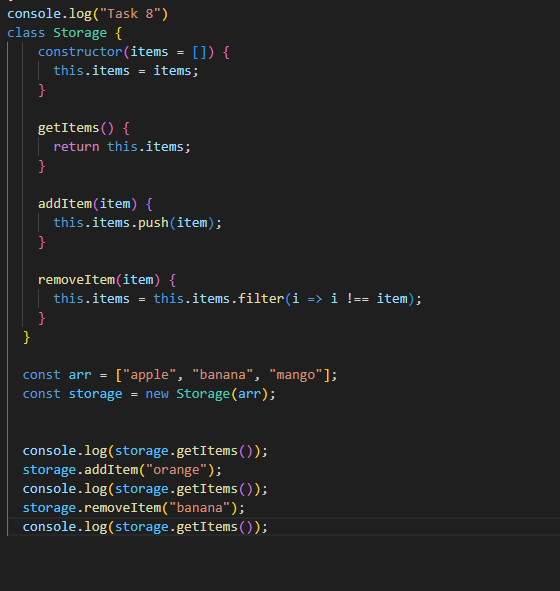 console.log("Task 8")
class Storage {
constructor(items = []) {
this.items = items;
}
getItems() {
return this.items;
}
addItem(item) {
this.items.push(item);
}
removeItem(item) {
this.items = this.items.filter(i => i !== item);
}
}
const arr = ["apple", "banana", "mango"];
const storage = new Storage(arr);
console.log(storage.getItems());
storage.addItem("orange");
console.log(storage.getItems());
storage.removeItem("banana");
console.log(storage.getItems());